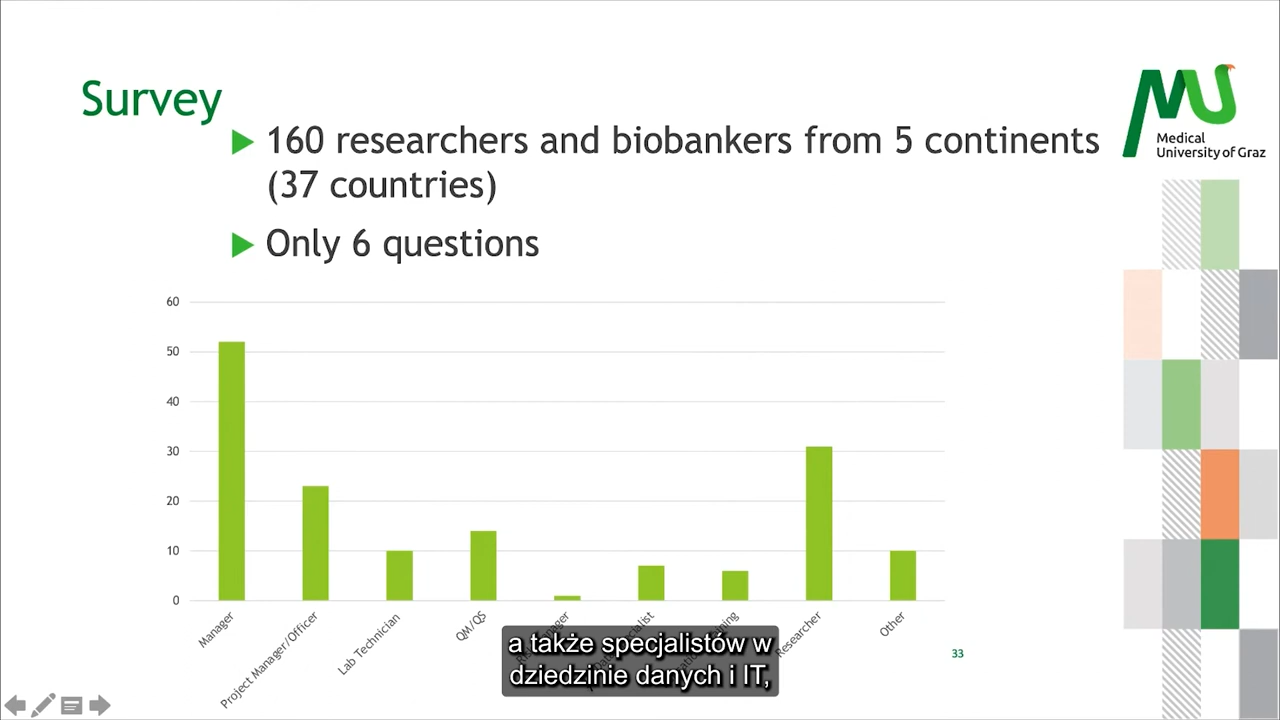 Survey
160 researchers and biobankers from 5 continents
(37 countries)
Only 6 questions
Medical
University of Graz
60
50
40
30
20
10
0
Manager
Project Manager/Officer
Lab Technician
QM/QS
Researcher
Other
a także specjalistów w
dziedzinie danych i IT,
33